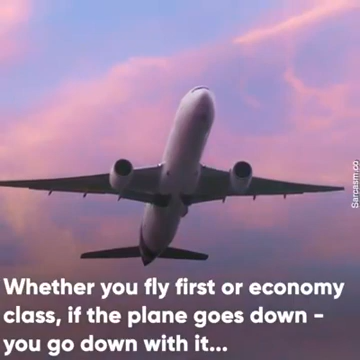 Sarcasm.co
Whether you fly first or economy
class, if the plane goes down -
you go down with it...